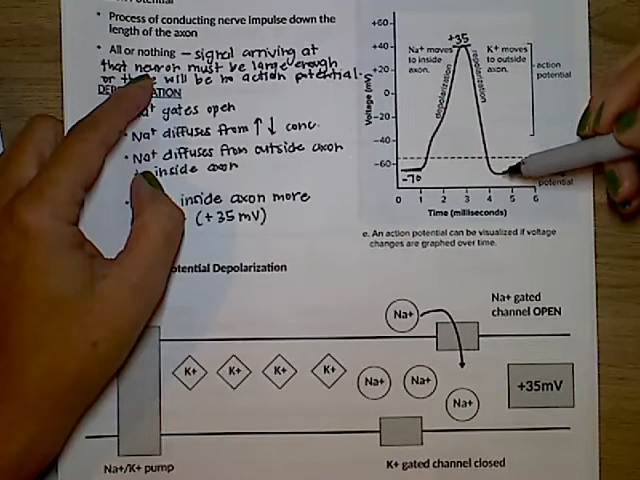 Potential
• Process of conducting nerve impulse down the
length of the axon
• All or nothing – signal arriving at
that neuron must be large enough
or will be no action potential.
gates open
• Na+ diffuses from ↑ ↓ conc.
• Na+ diffuses from outside axon
inside axon
inside axon more
(+35 mV)
Voltage (mV)
+60
+40
+20
0
−20
−40
−60
+35
Na+ moves
to inside
axon.
depolarization
repolarization
K+ moves
to outside
axon.
action
potential
-70
potential
0 1 2 3 4 5 6
Time (milliseconds)
e. An action potential can be visualized if voltage
changes are graphed over time.
otential Depolarization
Na+ gated
channel OPEN
Na+
K+ K+ K+ K+ Na+ Na+
Na+
+35mV
Na+/K+ pump
K+ gated channel closed